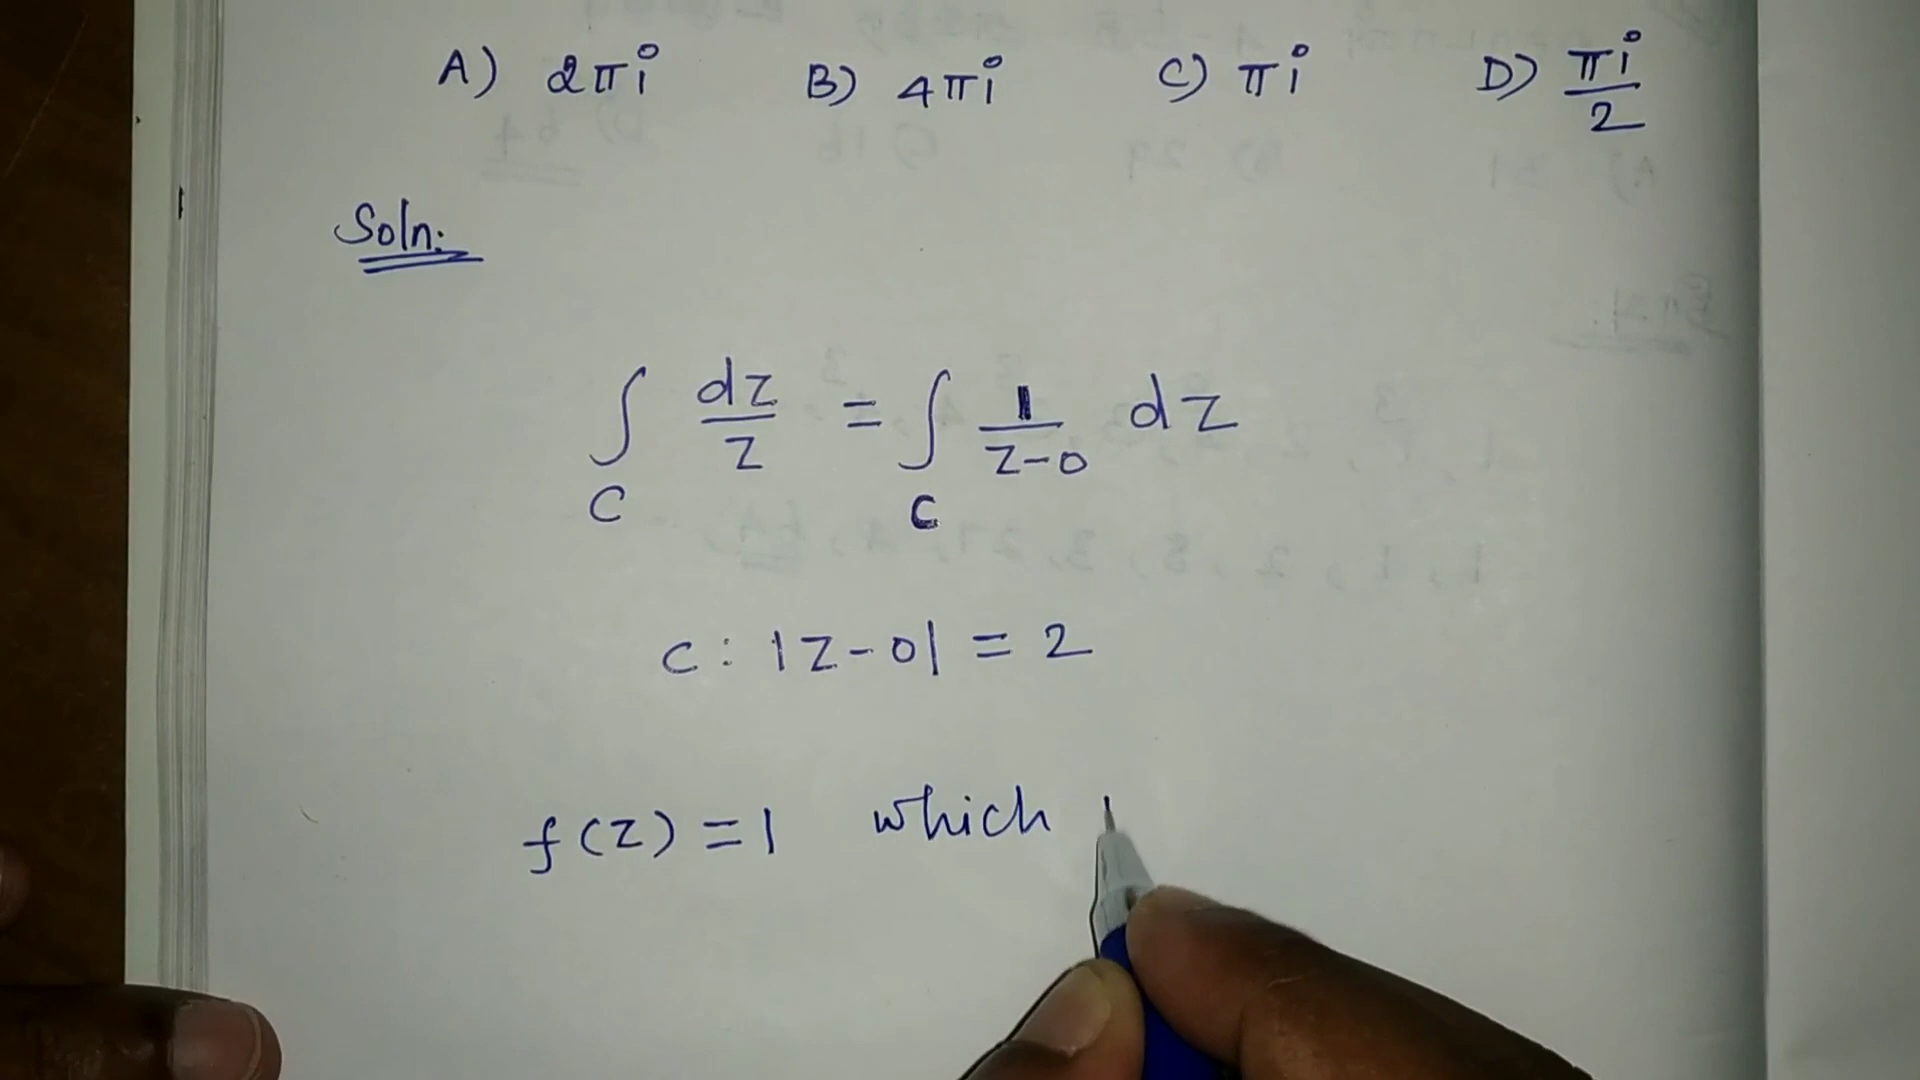 A) 2πi B) 4πi C) πi D) πi/2
Soln.
∫_C dz/z = ∫_C 1/(z-0) dz
C: |z-0| = 2
f(z) = 1 which